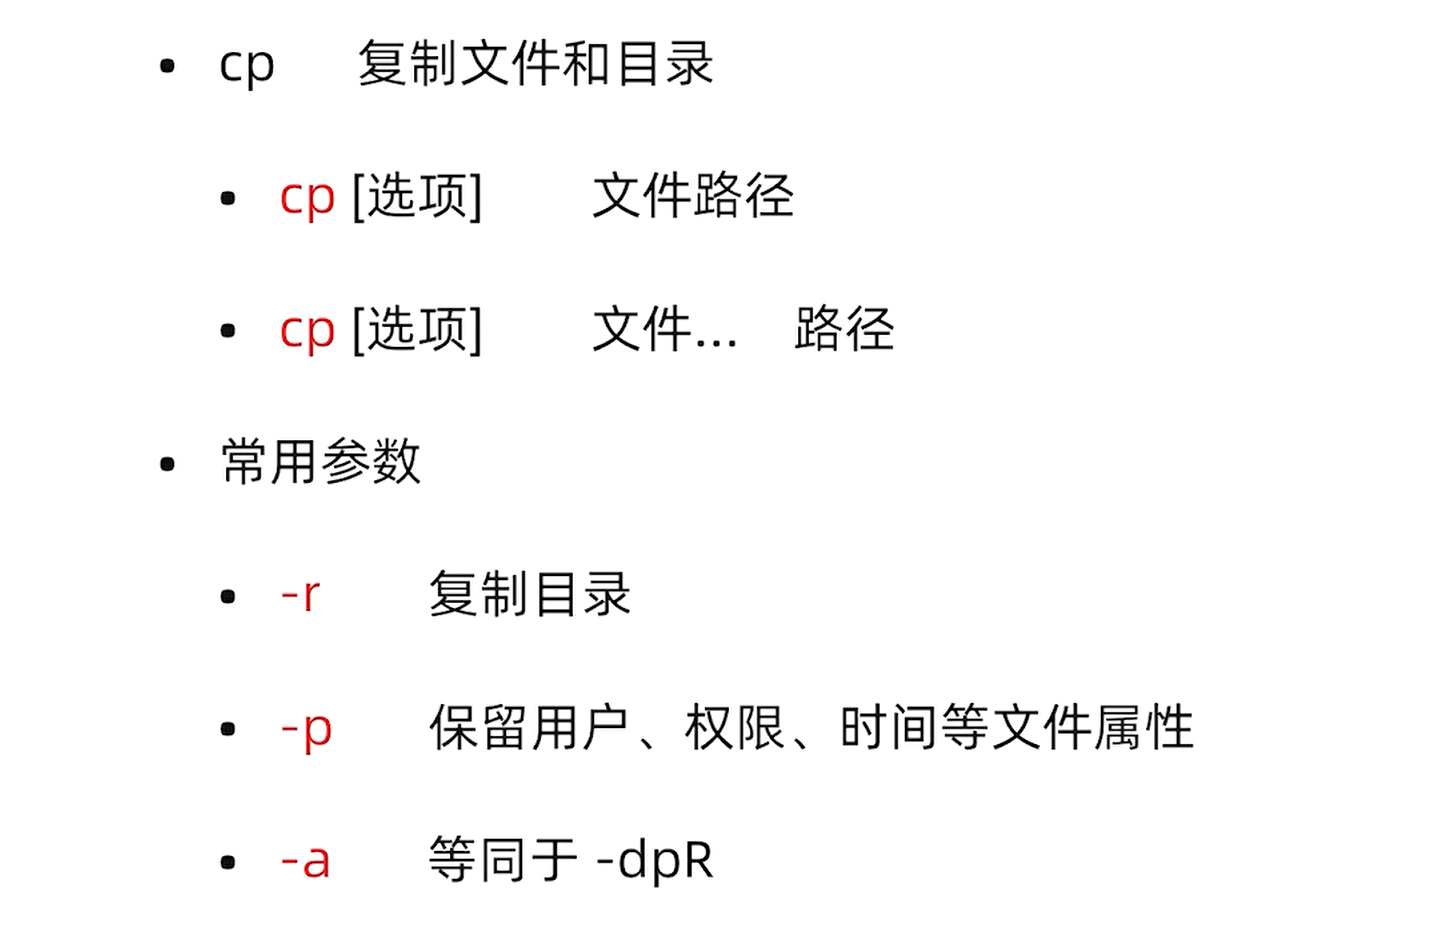 • cp 复制文件和目录
• cp [选项] 文件路径
• cp [选项] 文件... 路径
• 常用参数
• -r 复制目录
• -p 保留用户、权限、时间等文件属性
• -a 等同于 -dpR